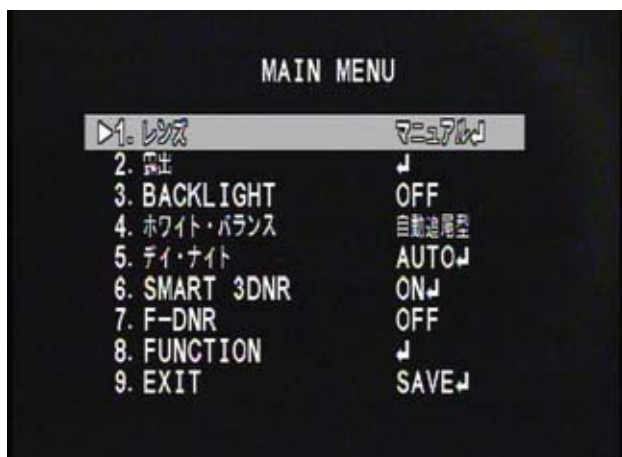 MAIN MENU
▷1. レンズ マニュアル↲
2. 露出 ↲
3. BACKLIGHT OFF
4. ホワイト・バランス 自動追尾型
5. デイ・ナイト AUTO↲
6. SMART 3DNR ON↲
7. F-DNR OFF
8. FUNCTION ↲
9. EXIT SAVE↲